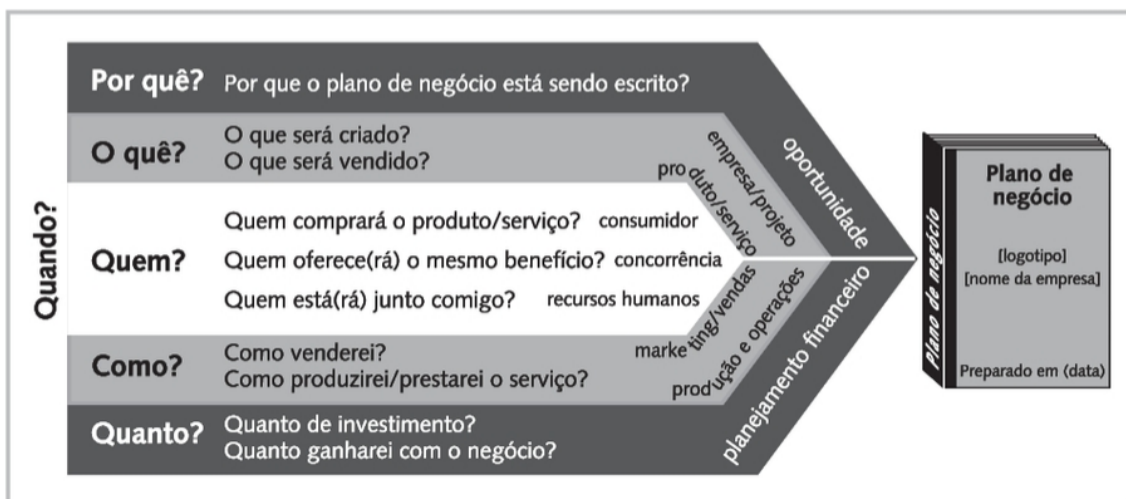 Quando?
Por quê? Por que o plano de negócio está sendo escrito?
oportunidade
O quê? O que será criado?
O que será vendido?
empresa/projeto
produto/serviço
Quem? Quem comprará o produto/serviço? consumidor
Quem oferece(rá) o mesmo benefício? concorrência
Quem está(rá) junto comigo? recursos humanos
Como? Como venderei?
Como produzirei/prestarei o serviço?
marketing/vendas
produção e operações
Quanto? Quanto de investimento?
Quanto ganharei com o negócio?
planejamento financeiro
Plano de negócio
Plano de
negócio
[logotipo]
[nome da empresa]
Preparado em (data)